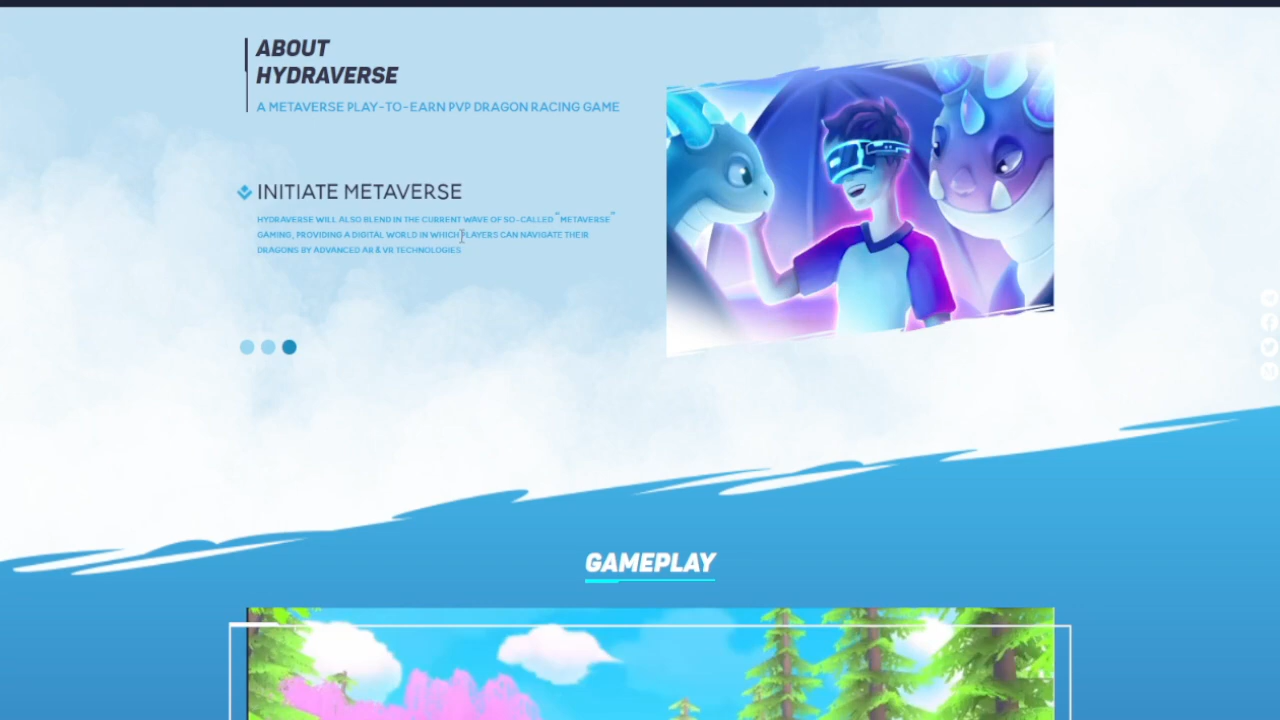 ABOUT
HYDRAVERSE
A METAVERSE PLAY-TO-EARN PVP DRAGON RACING GAME
INITIATE METAVERSE
HYDRAVERSE WILL ALSO BLEND IN THE CURRENT WAVE OF SO-CALLED "METAVERSE"
GAMING, PROVIDING A DIGITAL WORLD IN WHICH PLAYERS CAN NAVIGATE THEIR
DRAGONS BY ADVANCED AR & VR TECHNOLOGIES
GAMEPLAY